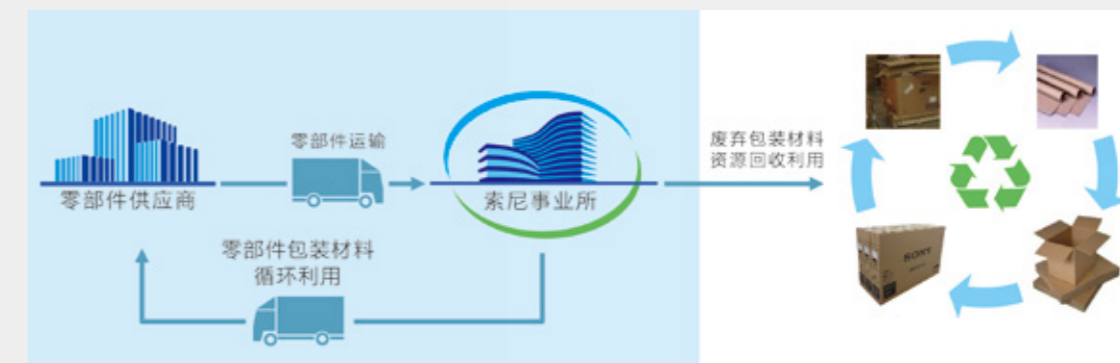 零部件运输
废弃包装材料
资源回收利用
零部件供应商
索尼事业所
零部件包装材料
循环利用
SONY